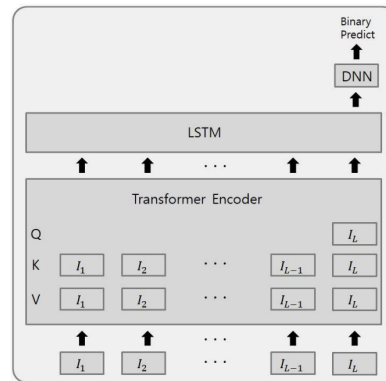 Binary
Predict
DNN
LSTM
Transformer Encoder
Q I_L
K I_1 I_2 · · · I_{L-1} I_L
V I_1 I_2 · · · I_{L-1} I_L
I_1 I_2 · · · I_{L-1} I_L